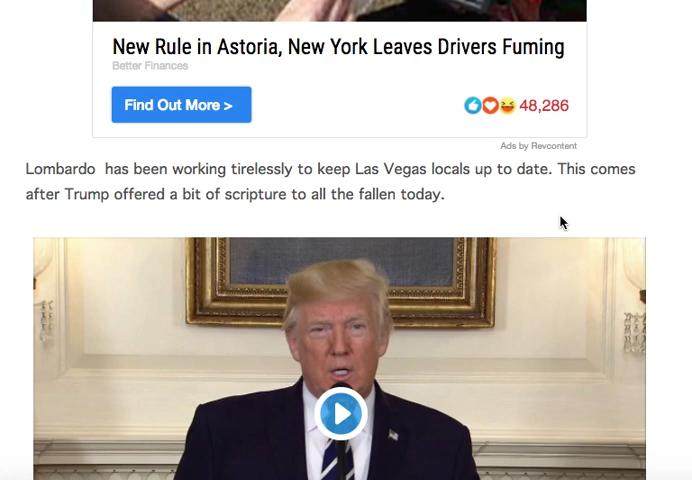 New Rule in Astoria, New York Leaves Drivers Fuming
Better Finances
Find Out More >
48,286
Ads by Revcontent
Lombardo has been working tirelessly to keep Las Vegas locals up to date. This comes
after Trump offered a bit of scripture to all the fallen today.